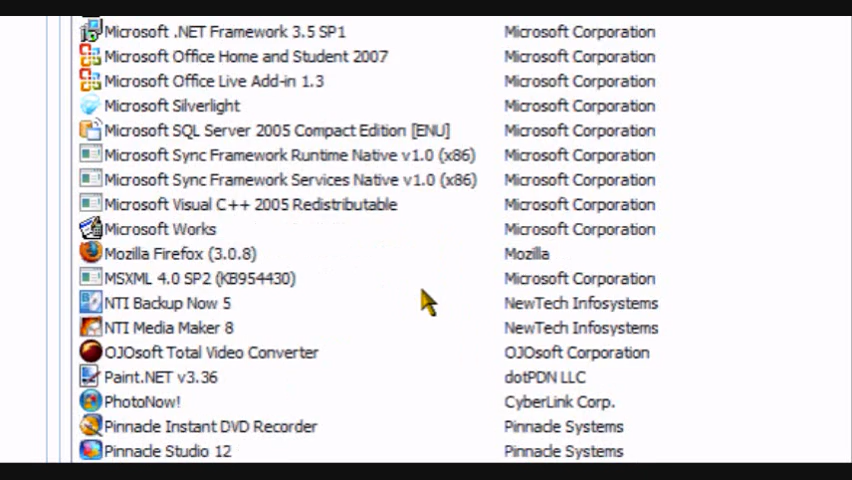 Microsoft .NET Framework 3.5 SP1 Microsoft Corporation
Microsoft Office Home and Student 2007 Microsoft Corporation
Microsoft Office Live Add-in 1.3 Microsoft Corporation
Microsoft Silverlight Microsoft Corporation
Microsoft SQL Server 2005 Compact Edition [ENU] Microsoft Corporation
Microsoft Sync Framework Runtime Native v1.0 (x86) Microsoft Corporation
Microsoft Sync Framework Services Native v1.0 (x86) Microsoft Corporation
Microsoft Visual C++ 2005 Redistributable Microsoft Corporation
Microsoft Works Microsoft Corporation
Mozilla Firefox (3.0.8) Mozilla
MSXML 4.0 SP2 (KB954430) Microsoft Corporation
NTI Backup Now 5 NewTech Infosystems
NTI Media Maker 8 NewTech Infosystems
OJOsoft Total Video Converter OJOsoft Corporation
Paint.NET v3.36 dotPDN LLC
PhotoNow! CyberLink Corp.
Pinnacle Instant DVD Recorder Pinnacle Systems
Pinnacle Studio 12 Pinnacle Systems